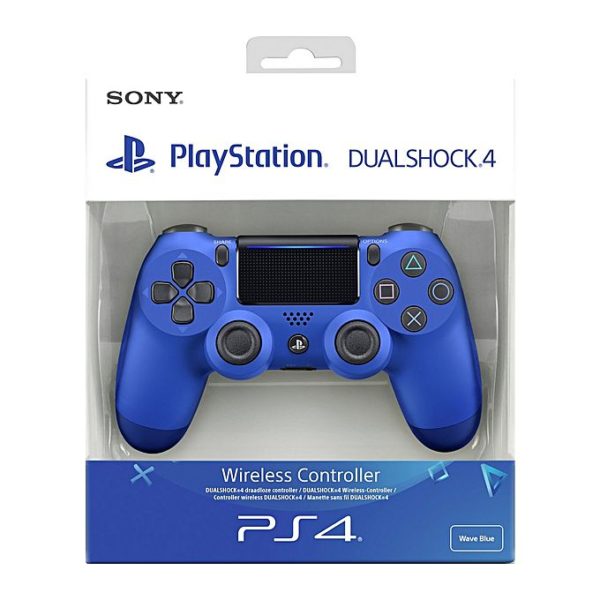 SONY
PlayStation. DUALSHOCK®4
SHARE
OPTIONS
Wireless Controller
DUALSHOCK®4 draadloze controller / DUALSHOCK®4 Wireless-Controller /
Controller wireless DUALSHOCK®4 / Manette sans fil DUALSHOCK®4
PS4
Wave Blue